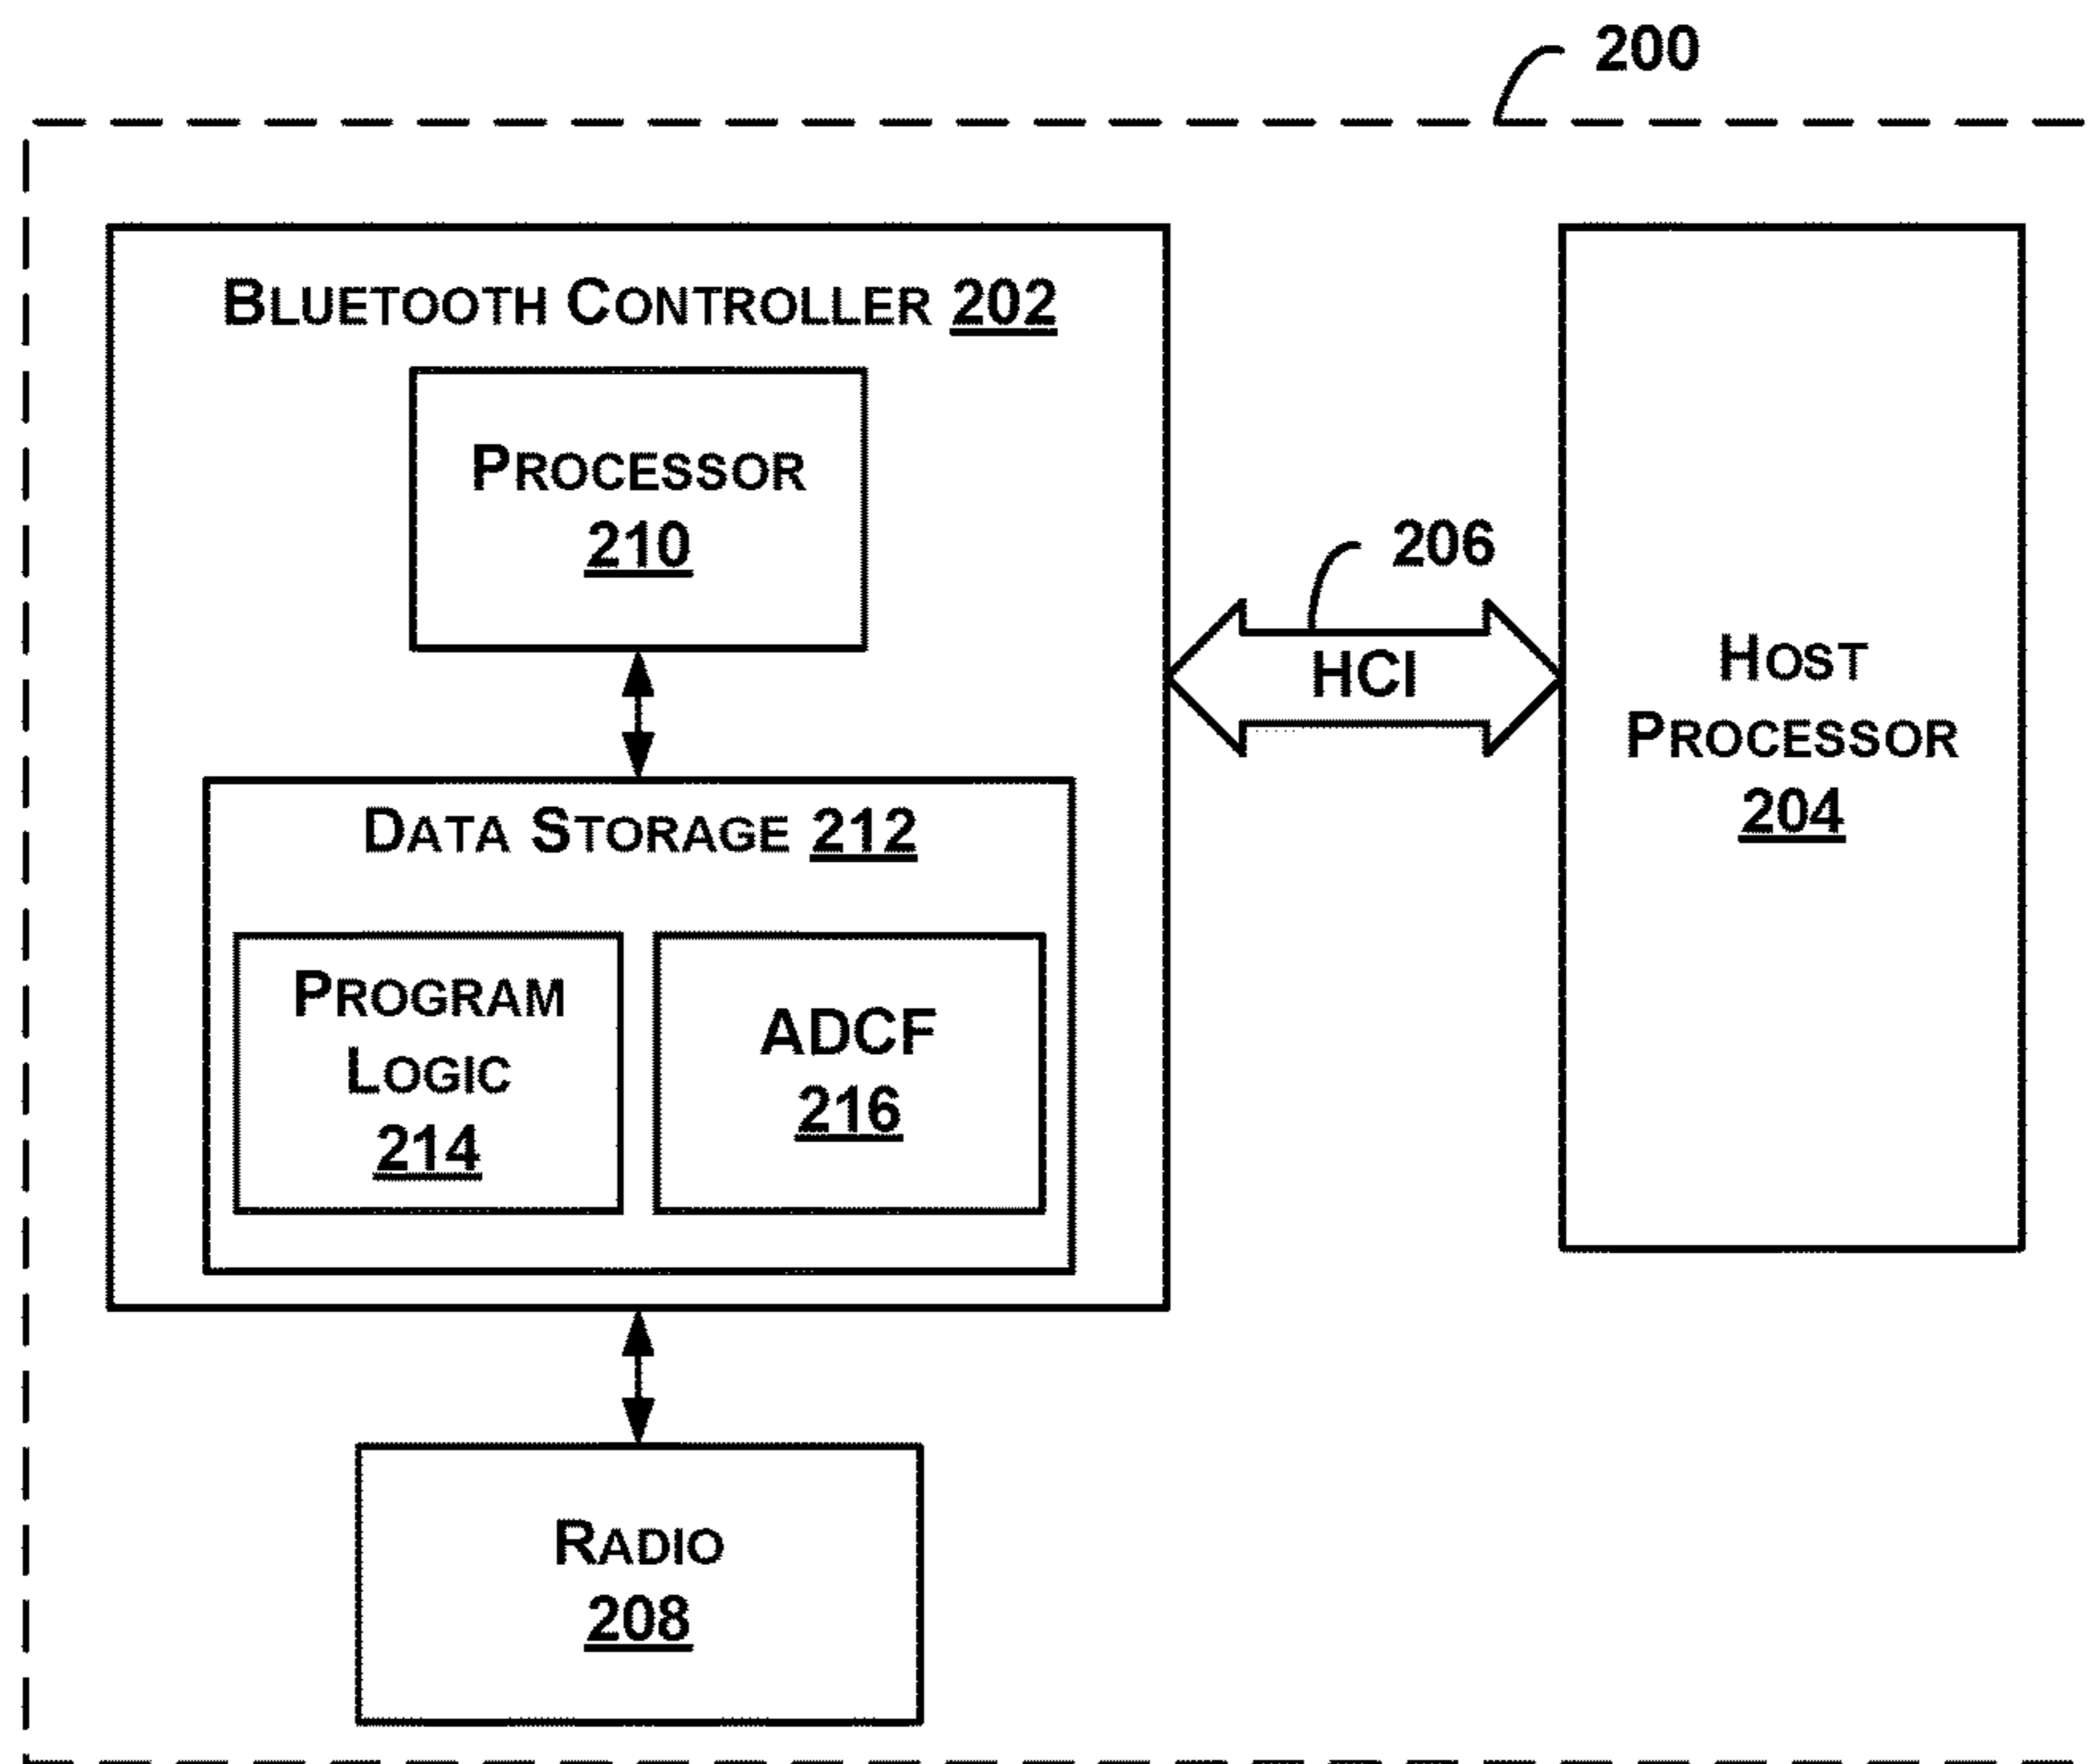 200
BLUETOOTH CONTROLLER 202
PROCESSOR
210
206
HCI
HOST
PROCESSOR
204
DATA STORAGE 212
PROGRAM
LOGIC
214
ADCF
216
RADIO
208